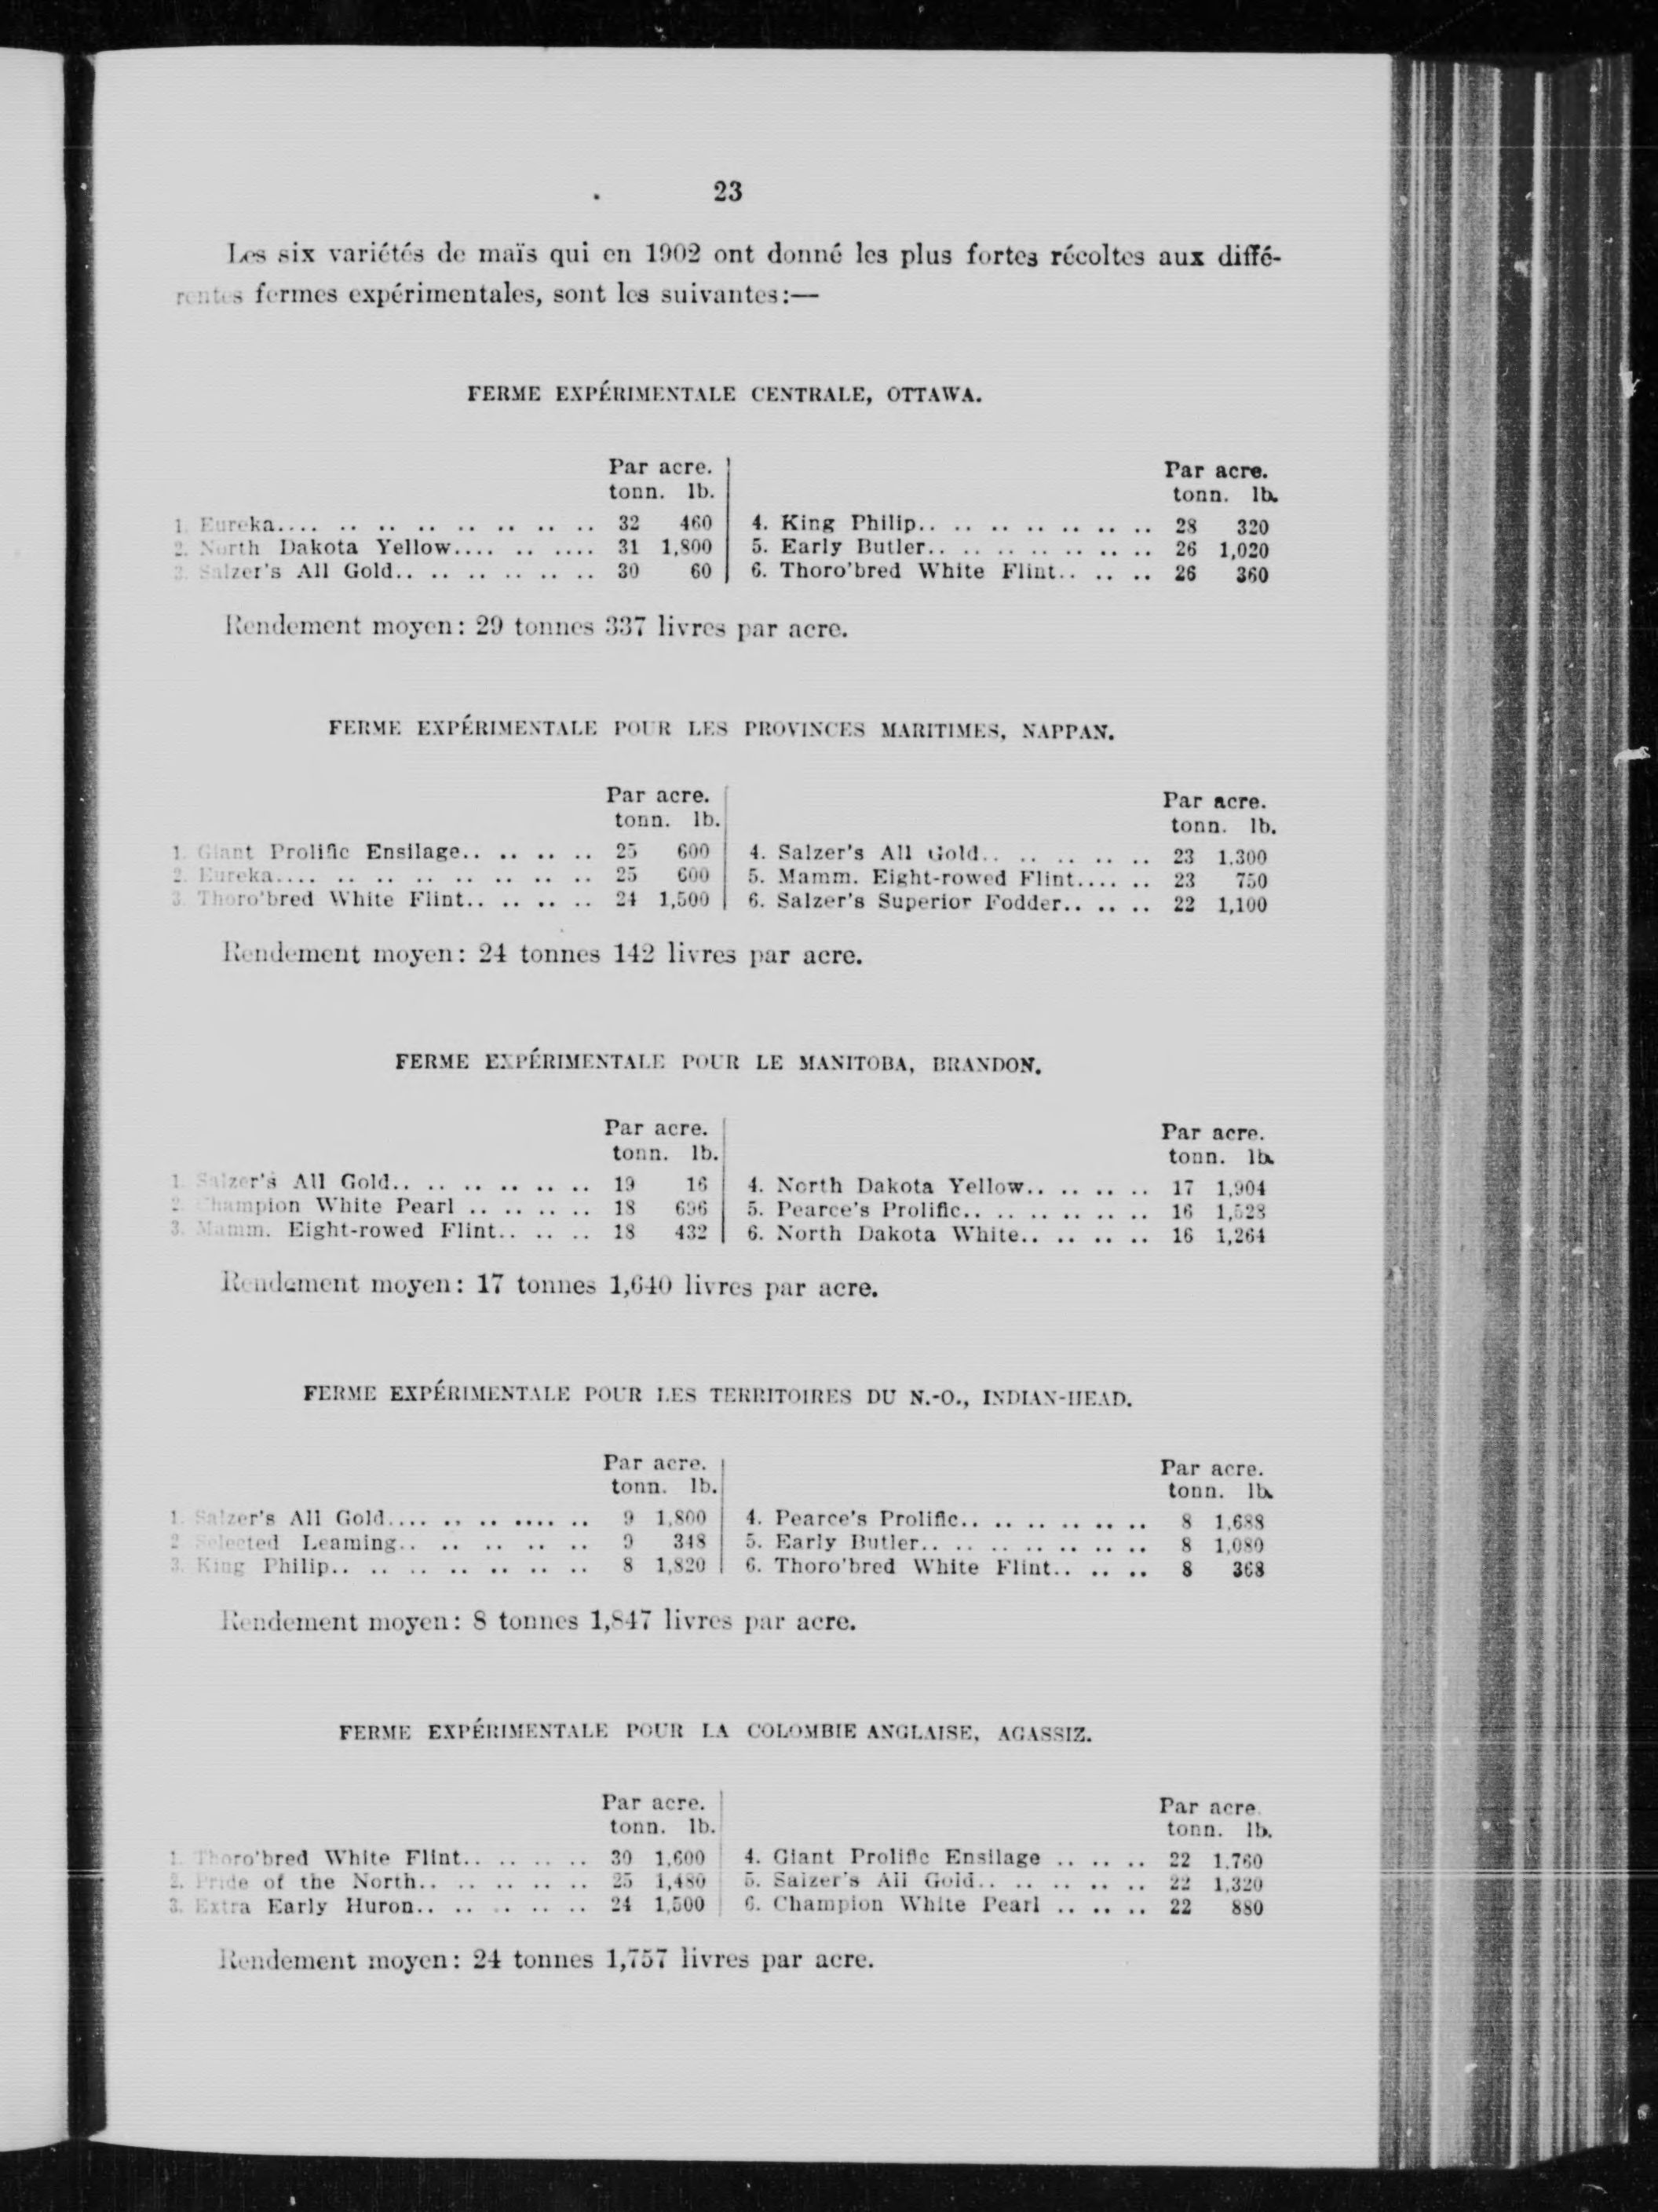 23
Les six variétés de maïs qui en 1902 ont donné les plus fortes récoltes aux diffé-
rentes fermes expérimentales, sont les suivantes:—
FERME EXPÉRIMENTALE CENTRALE, OTTAWA.
Par acre.
tonn. lb.
1. Eureka.... .. .. .. .. .. .. .. 32 460
2. North Dakota Yellow.... .. .... 31 1,800
3. Salzer's All Gold.. .. .. .. .. .. 30 60
Par acre.
tonn. lb.
4. King Philip.. .. .. .. .. .. .. 28 320
5. Early Butler.. .. .. .. .. .. .. 26 1,020
6. Thoro'bred White Flint.. .. .. 26 360
Rendement moyen: 29 tonnes 337 livres par acre.
FERME EXPÉRIMENTALE POUR LES PROVINCES MARITIMES, NAPPAN.
Par acre.
tonn. lb.
1. Giant Prolific Ensilage.. .. .. .. 25 600
2. Eureka.... .. .. .. .. .. .. .. 25 600
3. Thoro'bred White Flint.. .. .. .. 24 1,500
Par acre.
tonn. lb.
4. Salzer's All Gold.. .. .. .. .. 23 1,300
5. Mamm. Eight-rowed Flint.... .. 23 750
6. Salzer's Superior Fodder.. .. .. 22 1,100
Rendement moyen: 24 tonnes 142 livres par acre.
FERME EXPÉRIMENTALE POUR LE MANITOBA, BRANDON.
Par acre.
tonn. lb.
1. Salzer's All Gold.. .. .. .. .. .. 19 16
2. Champion White Pearl .. .. .. .. 18 696
3. Mamm. Eight-rowed Flint.. .. .. 18 432
Par acre.
tonn. lb.
4. North Dakota Yellow.. .. .. .. 17 1,904
5. Pearce's Prolific.. .. .. .. .. .. 16 1,528
6. North Dakota White.. .. .. .. 16 1,264
Rendement moyen: 17 tonnes 1,640 livres par acre.
FERME EXPÉRIMENTALE POUR LES TERRITOIRES DU N.-O., INDIAN-HEAD.
Par acre.
tonn. lb.
1. Salzer's All Gold.... .. .. .... .. 9 1,800
2 Selected Leaming.. .. .. .. .. 9 348
3. King Philip.. .. .. .. .. .. .. 8 1,820
Par acre.
tonn. lb.
4. Pearce's Prolific.. .. .. .. .. .. 8 1,688
5. Early Butler.. .. .. .. .. .. .. 8 1,080
6. Thoro'bred White Flint.. .. .. 8 368
Rendement moyen: 8 tonnes 1,847 livres par acre.
FERME EXPÉRIMENTALE POUR LA COLOMBIE ANGLAISE, AGASSIZ.
Par acre.
tonn. lb.
1. Thoro'bred White Flint.. .. .. .. 30 1,600
2. Pride of the North.. .. .. .. .. 25 1,480
3. Extra Early Huron.. .. .. .. .. 24 1,500
Par acre.
tonn. lb.
4. Giant Prolific Ensilage .. .. .. 22 1,760
5. Salzer's All Gold.. .. .. .. .. 22 1,320
6. Champion White Pearl .. .. .. 22 880
Rendement moyen: 24 tonnes 1,757 livres par acre.